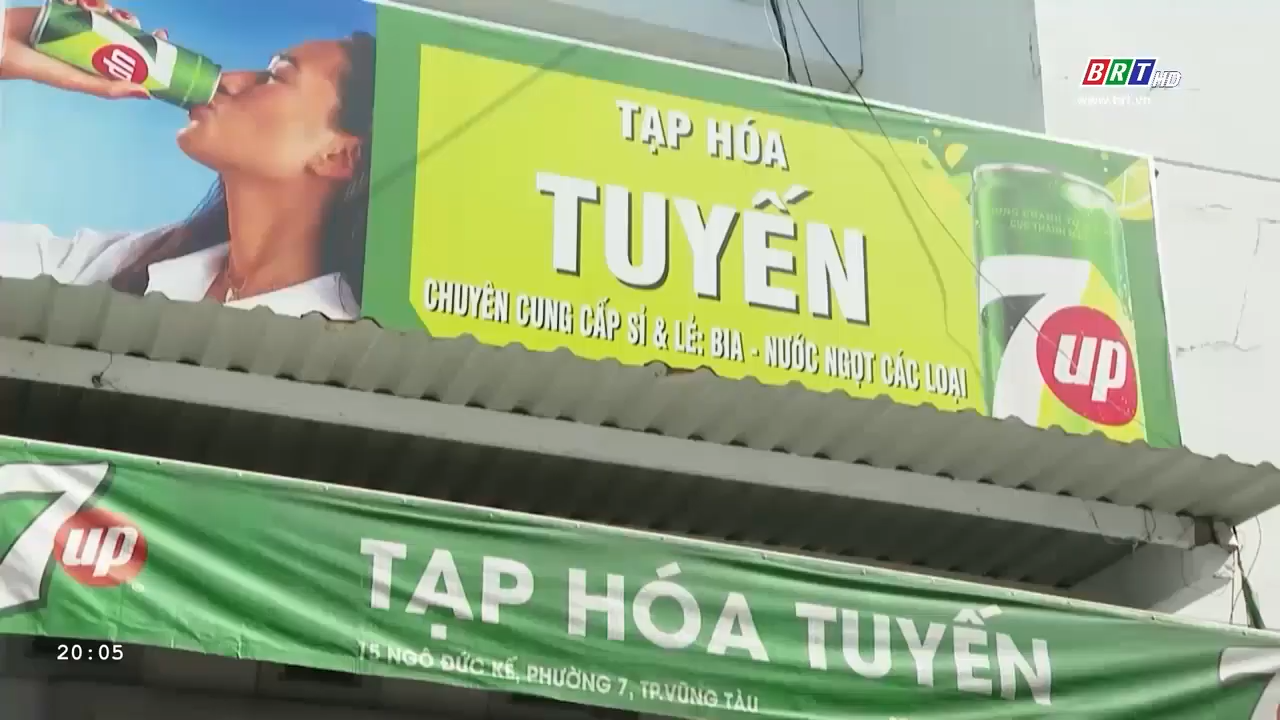 up
BRT HD
www.brt.vn
TẠP HÓA
TUYẾN
CHUYÊN CUNG CẤP SỈ & LẺ: BIA - NƯỚC NGỌT CÁC LOẠI
7up
7up
TẠP HÓA TUYẾN
15 NGÔ ĐỨC KẾ, PHƯỜNG 7, TP.VŨNG TÀU
20:05